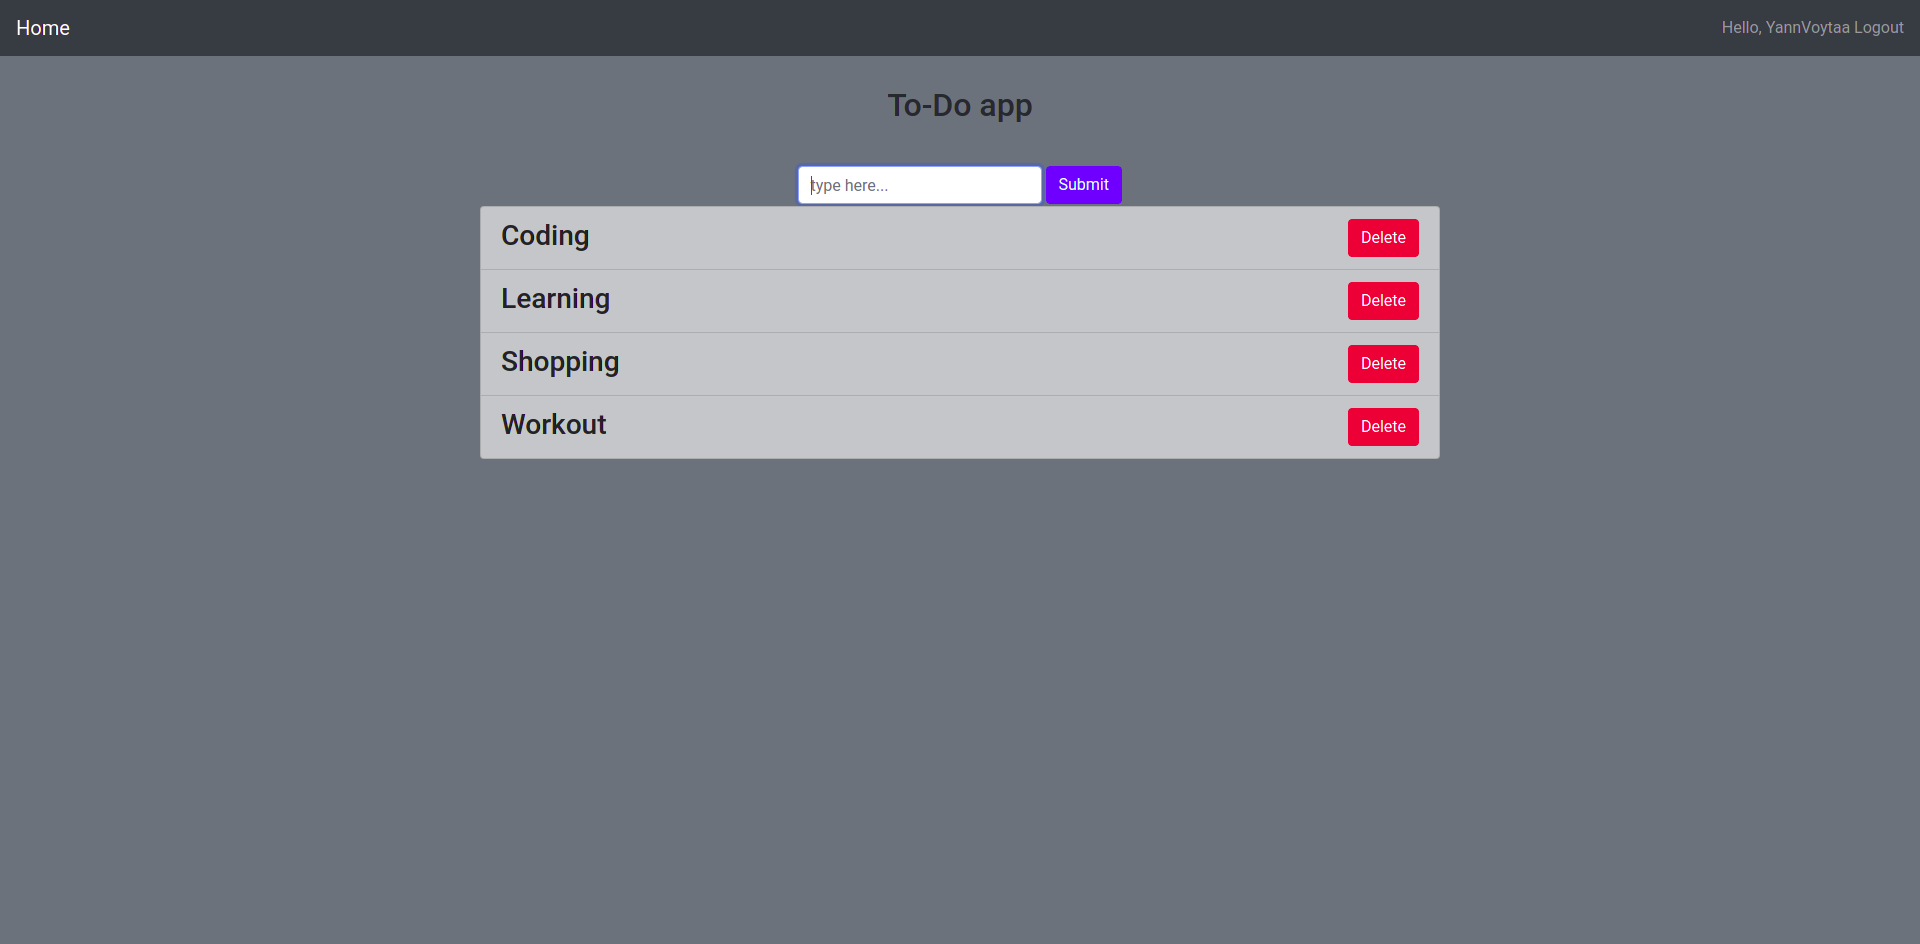 Home
Hello, YannVoytaa Logout
To-Do app
type here...
Submit
Coding
Delete
Learning
Delete
Shopping
Delete
Workout
Delete